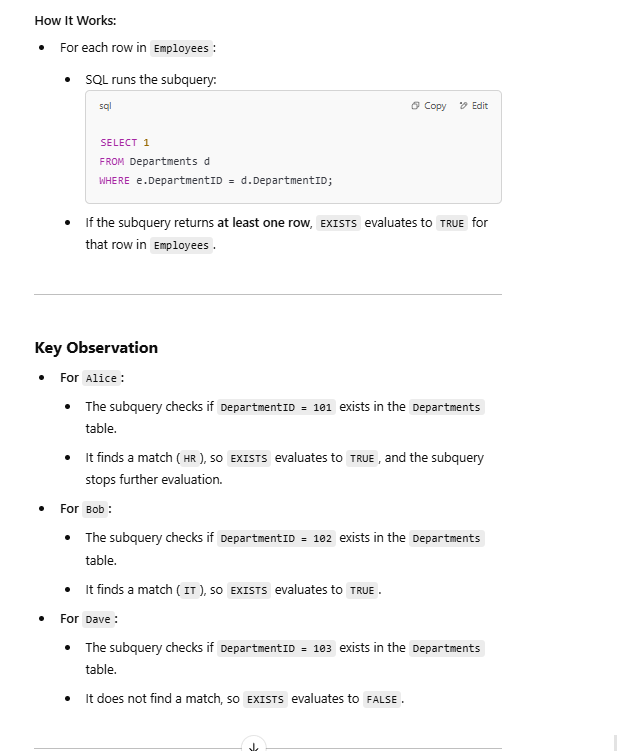 How It Works:
For each row in Employees:
SQL runs the subquery:
sql Copy Edit
SELECT 1
FROM Departments d
WHERE e.DepartmentID = d.DepartmentID;
If the subquery returns at least one row, EXISTS evaluates to TRUE for
that row in Employees.
Key Observation
For Alice:
The subquery checks if DepartmentID = 101 exists in the Departments
table.
It finds a match (HR), so EXISTS evaluates to TRUE, and the subquery
stops further evaluation.
For Bob:
The subquery checks if DepartmentID = 102 exists in the Departments
table.
It finds a match (IT), so EXISTS evaluates to TRUE.
For Dave:
The subquery checks if DepartmentID = 103 exists in the Departments
table.
It does not find a match, so EXISTS evaluates to FALSE.